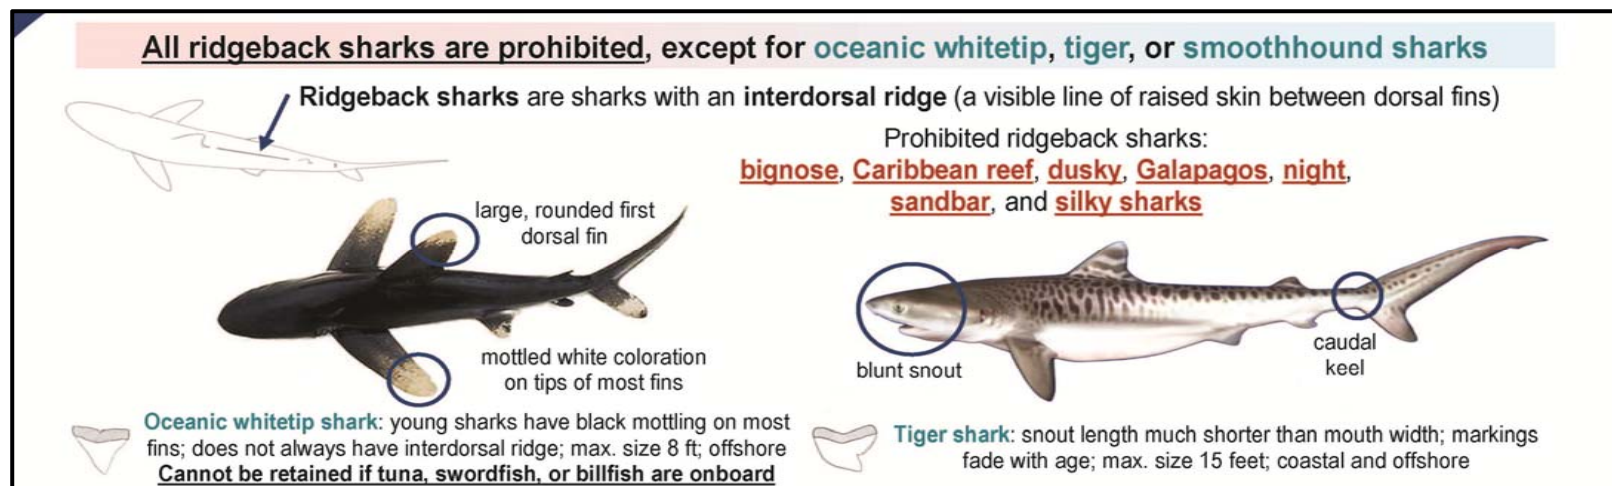 All ridgeback sharks are prohibited, except for oceanic whitetip, tiger, or smoothhound sharks
Ridgeback sharks are sharks with an interdorsal ridge (a visible line of raised skin between dorsal fins)
Prohibited ridgeback sharks:
bignose, Caribbean reef, dusky, Galapagos, night,
sandbar, and silky sharks
large, rounded first
dorsal fin
mottled white coloration
on tips of most fins
blunt snout
caudal
keel
Oceanic whitetip shark: young sharks have black mottling on most
fins; does not always have interdorsal ridge; max. size 8 ft; offshore
Cannot be retained if tuna, swordfish, or billfish are onboard
Tiger shark: snout length much shorter than mouth width; markings
fade with age; max. size 15 feet; coastal and offshore